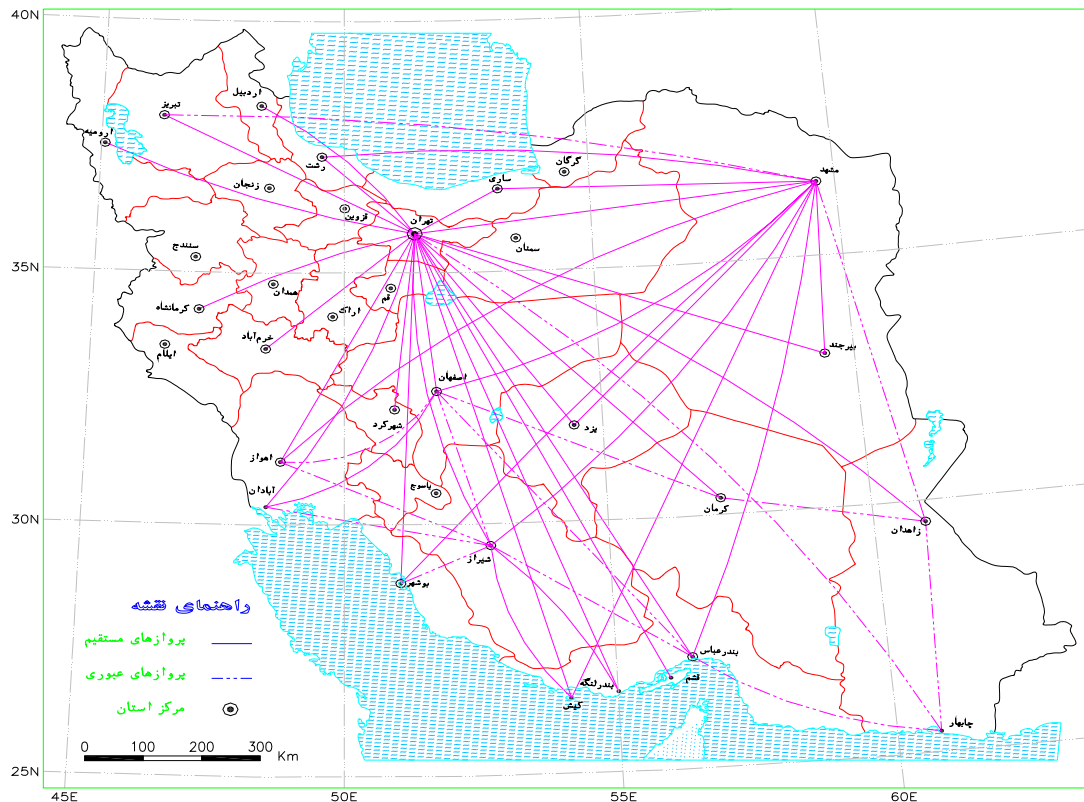 40N
اردبیل
تبریز
ارومیه
رشت
گرگان
مشهد
زنجان
ساری
قزوین
تهران
سمنان
سنندج
35N
همدان
قم
کرمانشاه
اراک
خرم‌آباد
ایلام
بیرجند
اصفهان
شهرکرد
یزد
اهواز
آبادان
یاسوج
کرمان
زاهدان
30N
شیراز
بوشهر
راهنمای نقشه
پروازهای مستقیم
پروازهای عبوری
مرکز استان
بندرعباس
قشم
بندرلنگه
کیش
چابهار
0 100 200 300 Km
25N
45E 50E 55E 60E